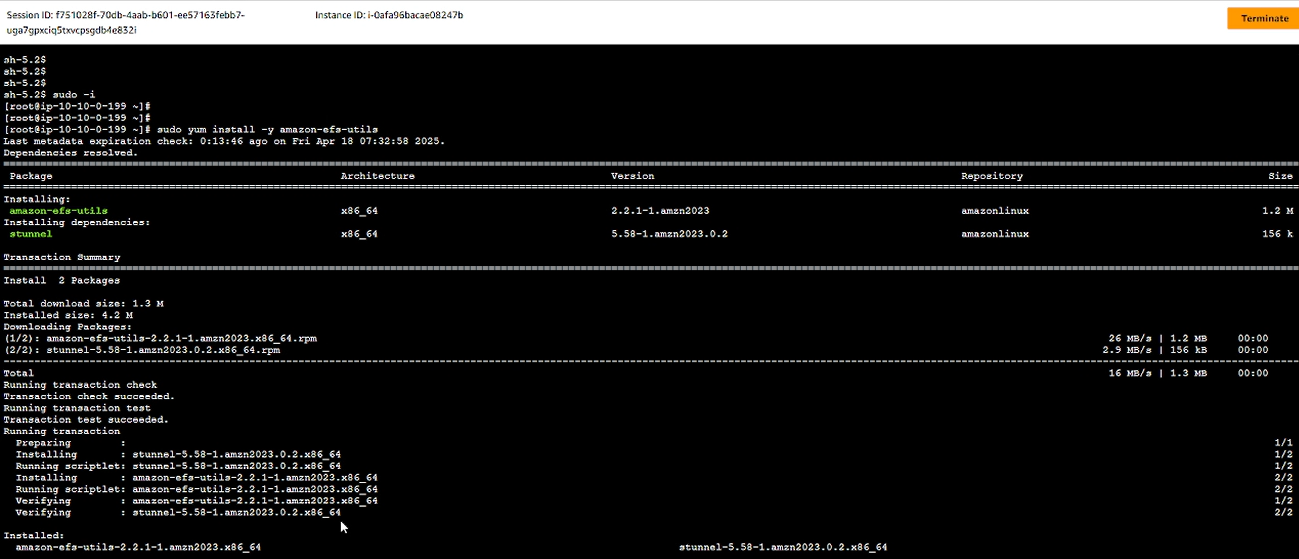 Session ID: f751028f-70db-4aab-b601-ee57163febb7-
uga7gpxciq5txvcpsgdb4e832i
Instance ID: i-0afa96bacae08247b
Terminate
sh-5.2$
sh-5.2$
sh-5.2$
sh-5.2$ sudo -i
[root@ip-10-10-0-199 ~]#
[root@ip-10-10-0-199 ~]#
[root@ip-10-10-0-199 ~]# sudo yum install -y amazon-efs-utils
Last metadata expiration check: 0:13:46 ago on Fri Apr 18 07:32:58 2025.
Dependencies resolved.
Package Architecture Version Repository Size
Installing:
amazon-efs-utils x86_64 2.2.1-1.amzn2023 amazonlinux 1.2 M
Installing dependencies:
stunnel x86_64 5.58-1.amzn2023.0.2 amazonlinux 156 k
Transaction Summary
Install 2 Packages
Total download size: 1.3 M
Installed size: 4.2 M
Downloading Packages:
(1/2): amazon-efs-utils-2.2.1-1.amzn2023.x86_64.rpm 26 MB/s | 1.2 MB 00:00
(2/2): stunnel-5.58-1.amzn2023.0.2.x86_64.rpm 2.9 MB/s | 156 kB 00:00
Total 16 MB/s | 1.3 MB 00:00
Running transaction check
Transaction check succeeded.
Running transaction test
Transaction test succeeded.
Running transaction
Preparing : 1/1
Installing : stunnel-5.58-1.amzn2023.0.2.x86_64 1/2
Running scriptlet: stunnel-5.58-1.amzn2023.0.2.x86_64 1/2
Installing : amazon-efs-utils-2.2.1-1.amzn2023.x86_64 2/2
Running scriptlet: amazon-efs-utils-2.2.1-1.amzn2023.x86_64 2/2
Verifying : amazon-efs-utils-2.2.1-1.amzn2023.x86_64 1/2
Verifying : stunnel-5.58-1.amzn2023.0.2.x86_64 2/2
Installed:
amazon-efs-utils-2.2.1-1.amzn2023.x86_64 stunnel-5.58-1.amzn2023.0.2.x86_64